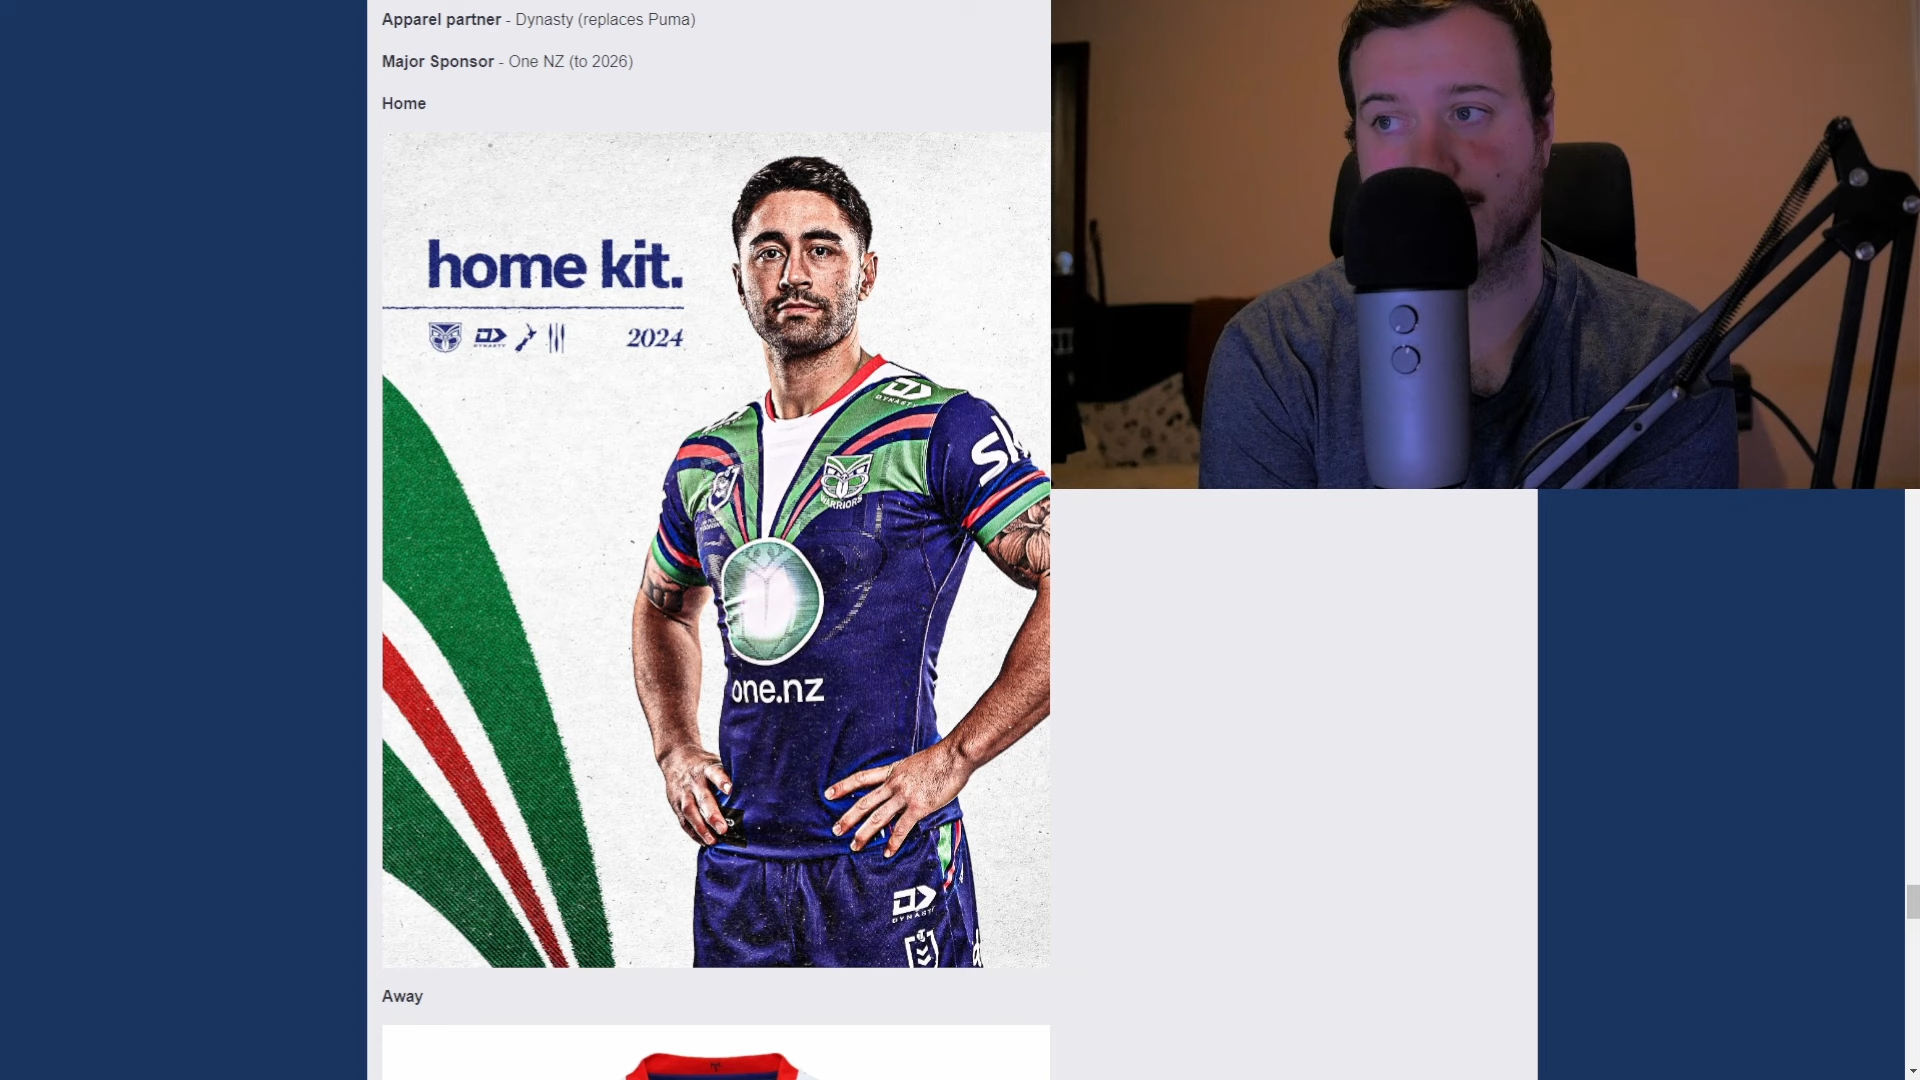 Apparel partner - Dynasty (replaces Puma)
Major Sponsor - One NZ (to 2026)
Home
home kit.
DYNASTY
2024
DYNASTY
WARRIORS
one.nz
DYNASTY
Away